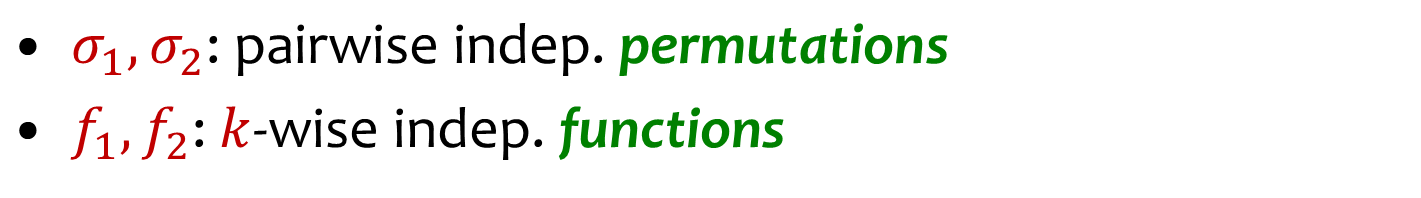 • σ₁, σ₂: pairwise indep. permutations
• f₁, f₂: k-wise indep. functions